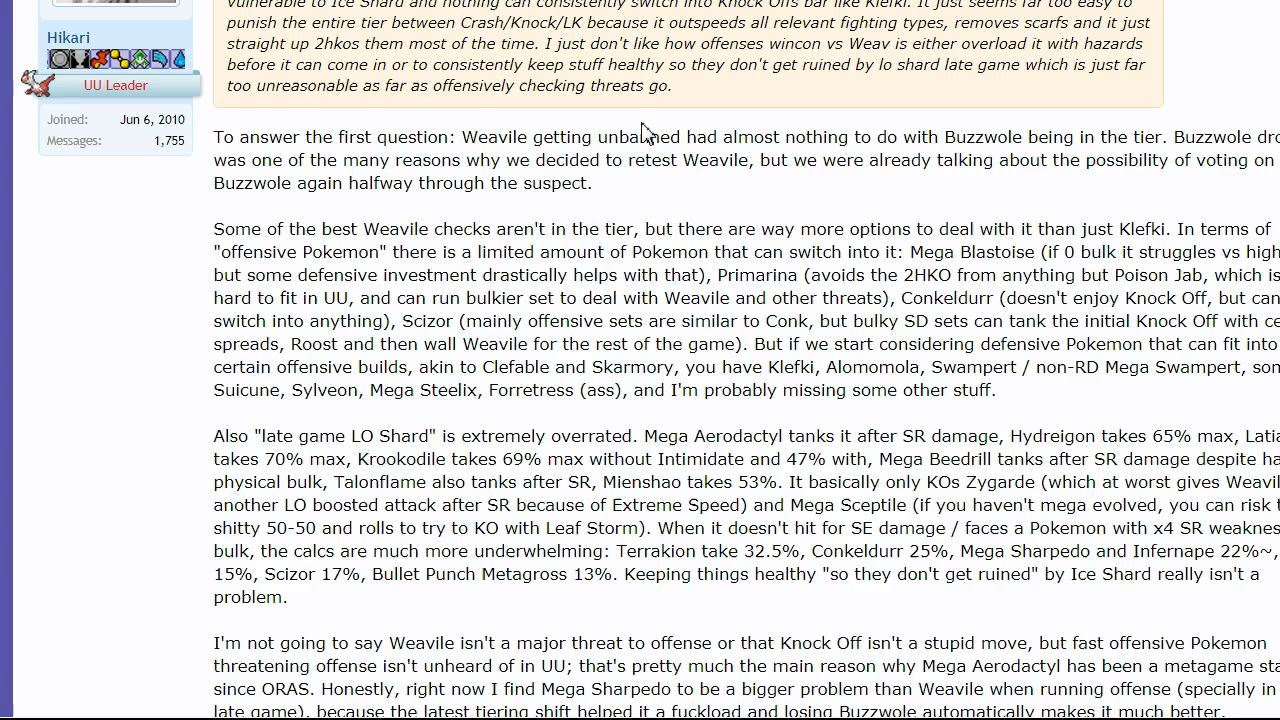 vulnerable to Ice Shard and nothing can consistently switch into Knock Offs bar like Klefki. It just seems far too easy to
punish the entire tier between Crash/Knock/LK because it outspeeds all relevant fighting types, removes scarfs and it just
straight up 2hkos them most of the time. I just don't like how offenses wincon vs Weav is either overload it with hazards
before it can come in or to consistently keep stuff healthy so they don't get ruined by lo shard late game which is just far
too unreasonable as far as offensively checking threats go.
Hikari
UU Leader
Joined: Jun 6, 2010
Messages: 1,755
To answer the first question: Weavile getting unbanned had almost nothing to do with Buzzwole being in the tier. Buzzwole dro
was one of the many reasons why we decided to retest Weavile, but we were already talking about the possibility of voting on
Buzzwole again halfway through the suspect.
Some of the best Weavile checks aren't in the tier, but there are way more options to deal with it than just Klefki. In terms of
"offensive Pokemon" there is a limited amount of Pokemon that can switch into it: Mega Blastoise (if 0 bulk it struggles vs high
but some defensive investment drastically helps with that), Primarina (avoids the 2HKO from anything but Poison Jab, which is
hard to fit in UU, and can run bulkier set to deal with Weavile and other threats), Conkeldurr (doesn't enjoy Knock Off, but can
switch into anything), Scizor (mainly offensive sets are similar to Conk, but bulky SD sets can tank the initial Knock Off with ce
spreads, Roost and then wall Weavile for the rest of the game). But if we start considering defensive Pokemon that can fit into
certain offensive builds, akin to Clefable and Skarmory, you have Klefki, Alomomola, Swampert / non-RD Mega Swampert, som
Suicune, Sylveon, Mega Steelix, Forretress (ass), and I'm probably missing some other stuff.
Also "late game LO Shard" is extremely overrated. Mega Aerodactyl tanks it after SR damage, Hydreigon takes 65% max, Latia
takes 70% max, Krookodile takes 69% max without Intimidate and 47% with, Mega Beedrill tanks after SR damage despite ha
physical bulk, Talonflame also tanks after SR, Mienshao takes 53%. It basically only KOs Zygarde (which at worst gives Weavil
another LO boosted attack after SR because of Extreme Speed) and Mega Sceptile (if you haven't mega evolved, you can risk t
shitty 50-50 and rolls to try to KO with Leaf Storm). When it doesn't hit for SE damage / faces a Pokemon with x4 SR weaknes
bulk, the calcs are much more underwhelming: Terrakion take 32.5%, Conkeldurr 25%, Mega Sharpedo and Infernape 22%~,
15%, Scizor 17%, Bullet Punch Metagross 13%. Keeping things healthy "so they don't get ruined" by Ice Shard really isn't a
problem.
I'm not going to say Weavile isn't a major threat to offense or that Knock Off isn't a stupid move, but fast offensive Pokemon
threatening offense isn't unheard of in UU; that's pretty much the main reason why Mega Aerodactyl has been a metagame sta
since ORAS. Honestly, right now I find Mega Sharpedo to be a bigger problem than Weavile when running offense (specially in
late game), because the latest tiering shift helped it a fuckload and losing Buzzwole automatically makes it much better.